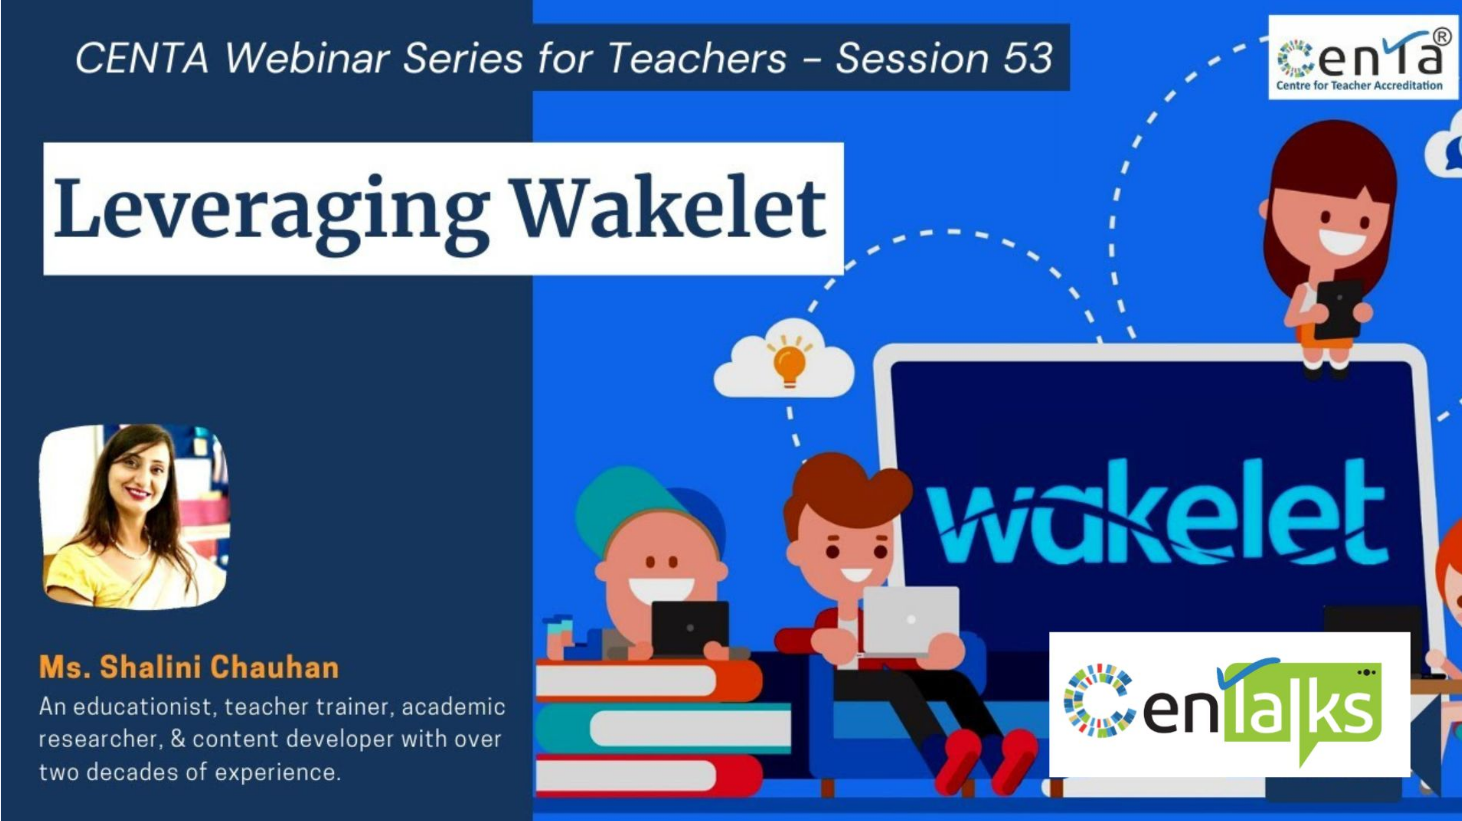 CENTA Webinar Series for Teachers - Session 53
CenTa®
Centre for Teacher Accreditation
Leveraging Wakelet
wakelet
Ms. Shalini Chauhan
An educationist, teacher trainer, academic
researcher, & content developer with over
two decades of experience.
CenTalks